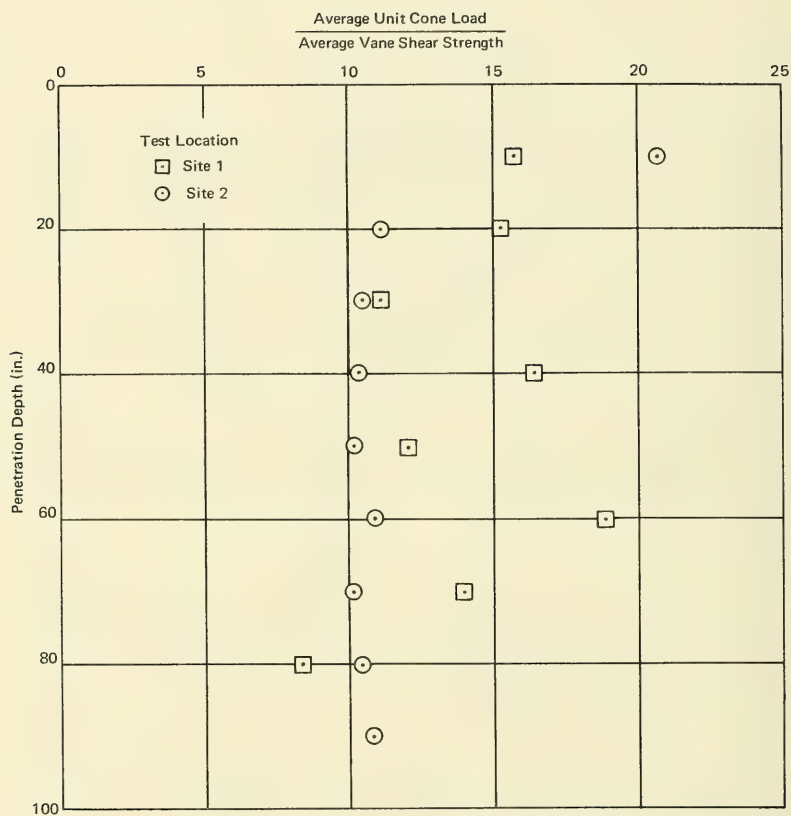 Average Unit Cone Load
Average Vane Shear Strength
0 5 10 15 20 25
0
Test Location
Site 1
Site 2
20
40
Penetration Depth (in.)
60
80
100